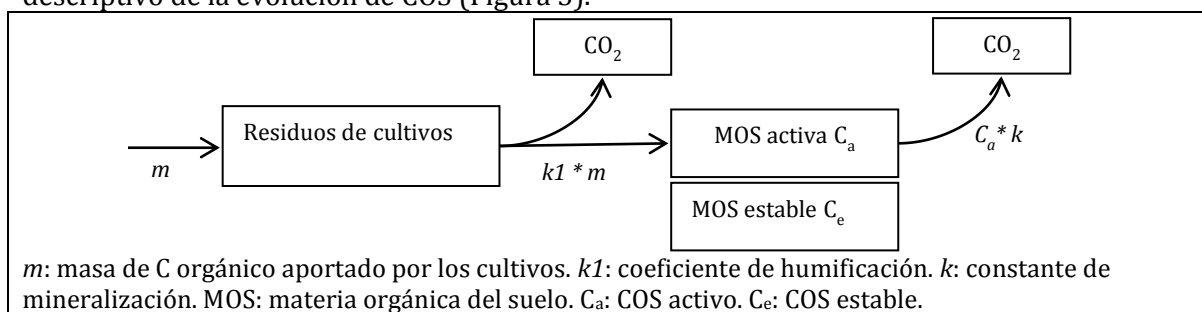 descriptivo de la evolución de COS (Figura 3).
CO₂
CO₂
Residuos de cultivos
MOS activa Cₐ
Cₐ* k
m
k1 * m
MOS estable Cₑ
m: masa de C orgánico aportado por los cultivos. k1: coeficiente de humificación. k: constante de
mineralización. MOS: materia orgánica del suelo. Cₐ: COS activo. Cₑ: COS estable.